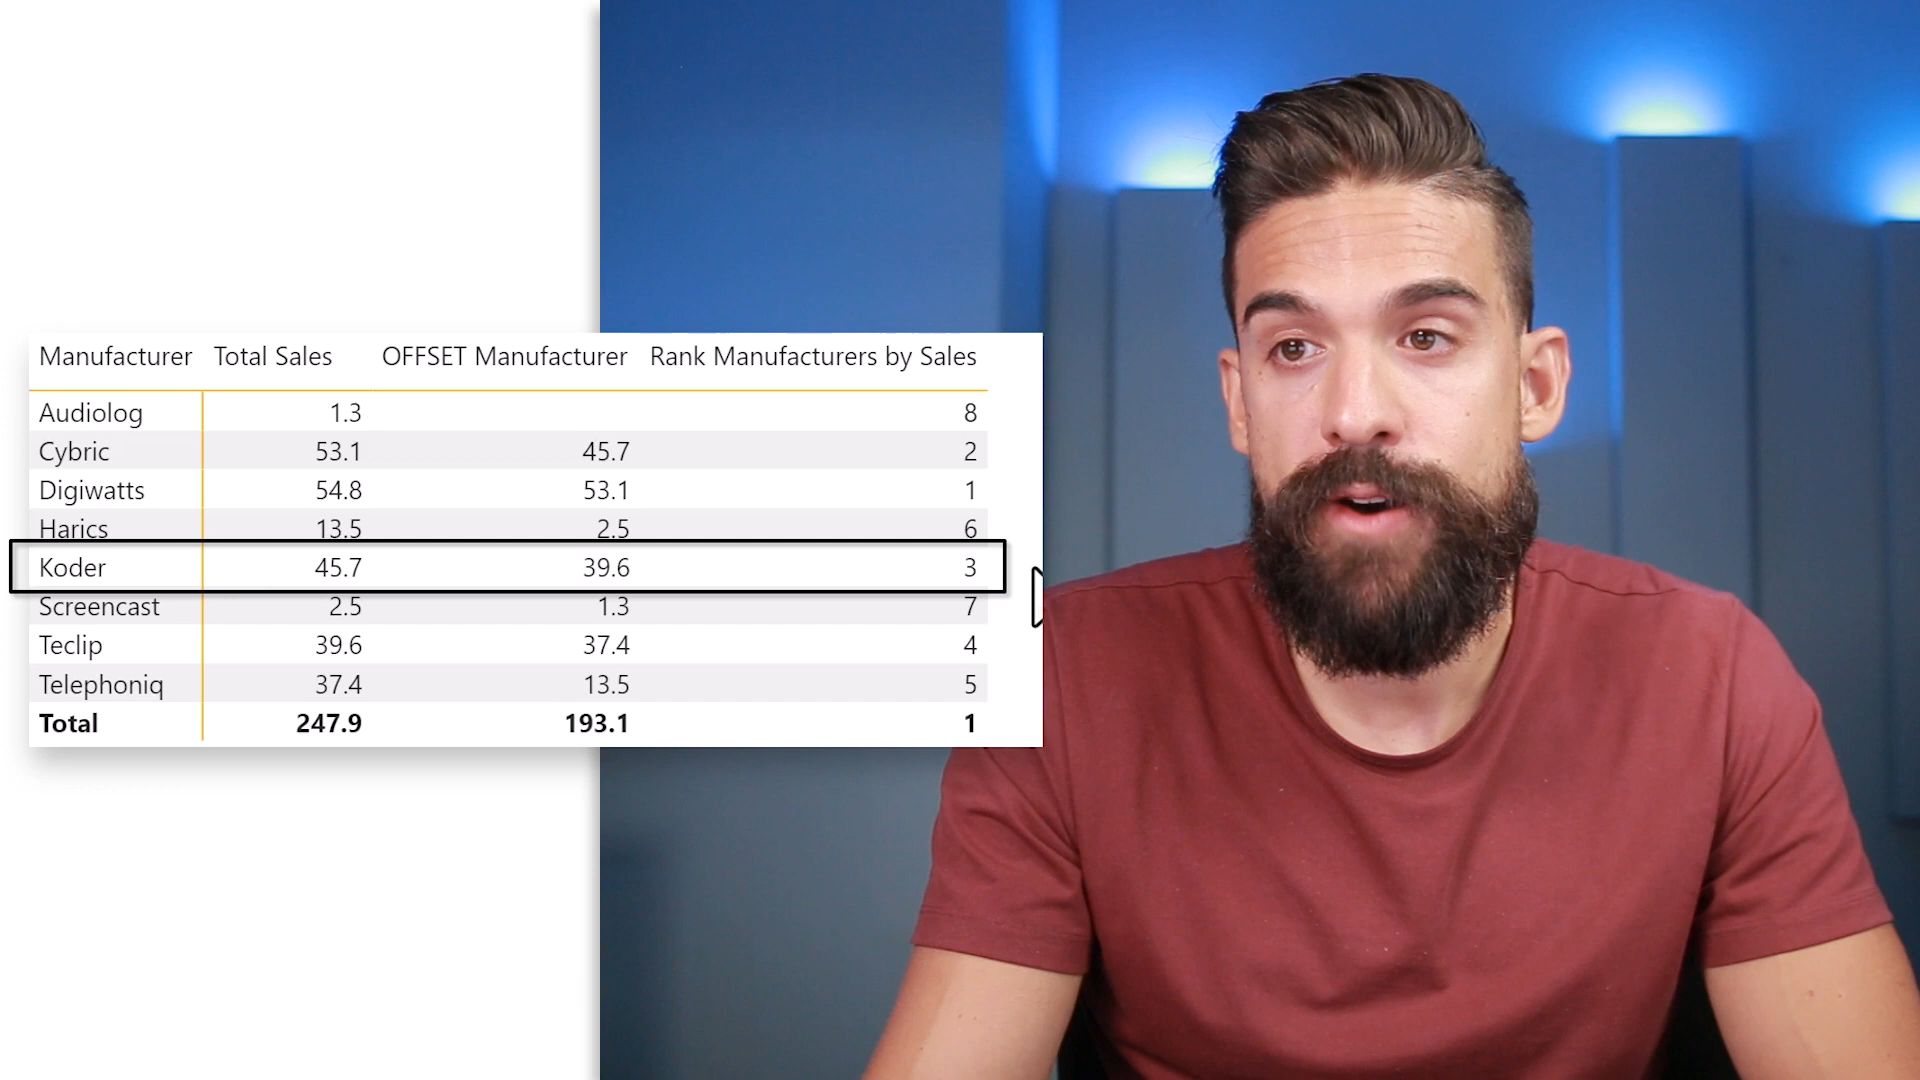 Manufacturer Total Sales OFFSET Manufacturer Rank Manufacturers by Sales
Audiolog 1.3 8
Cybric 53.1 45.7 2
Digiwatts 54.8 53.1 1
Harics 13.5 2.5 6
Koder 45.7 39.6 3
Screencast 2.5 1.3 7
Teclip 39.6 37.4 4
Telephoniq 37.4 13.5 5
Total 247.9 193.1 1